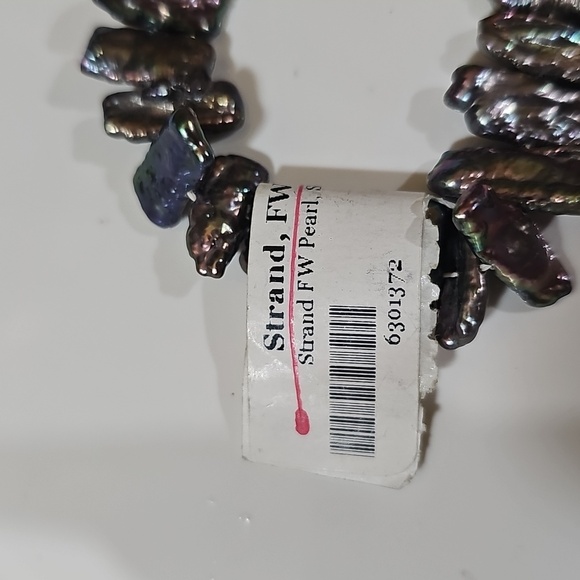 Strand, FW
Strand FW Pearl, S
6301372